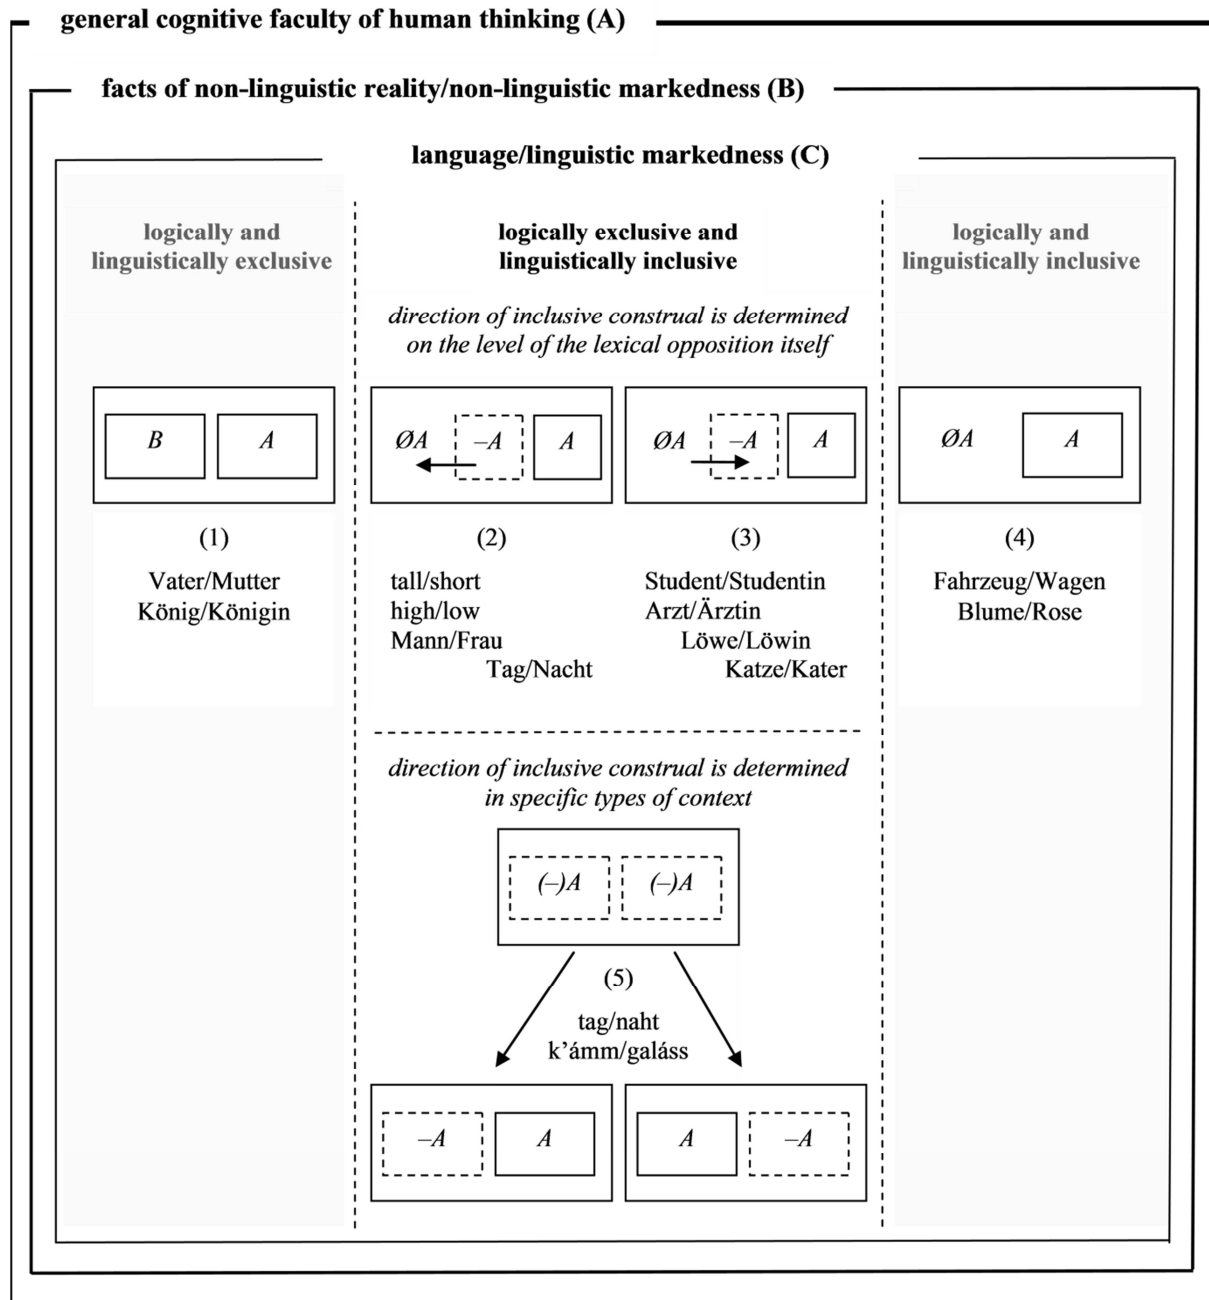 general cognitive faculty of human thinking (A)
facts of non-linguistic reality/non-linguistic markedness (B)
language/linguistic markedness (C)
logically and
linguistically exclusive
logically exclusive and
linguistically inclusive
logically and
linguistically inclusive
direction of inclusive construal is determined
on the level of the lexical opposition itself
B A
ØA –A A
ØA –A A
ØA A
(1)
(2)
(3)
(4)
Vater/Mutter
König/Königin
tall/short
high/low
Mann/Frau
Tag/Nacht
Student/Studentin
Arzt/Ärztin
Löwe/Löwin
Katze/Kater
Fahrzeug/Wagen
Blume/Rose
direction of inclusive construal is determined
in specific types of context
(–)A (–)A
(5)
tag/naht
k’ámm/galáss
–A A
A –A